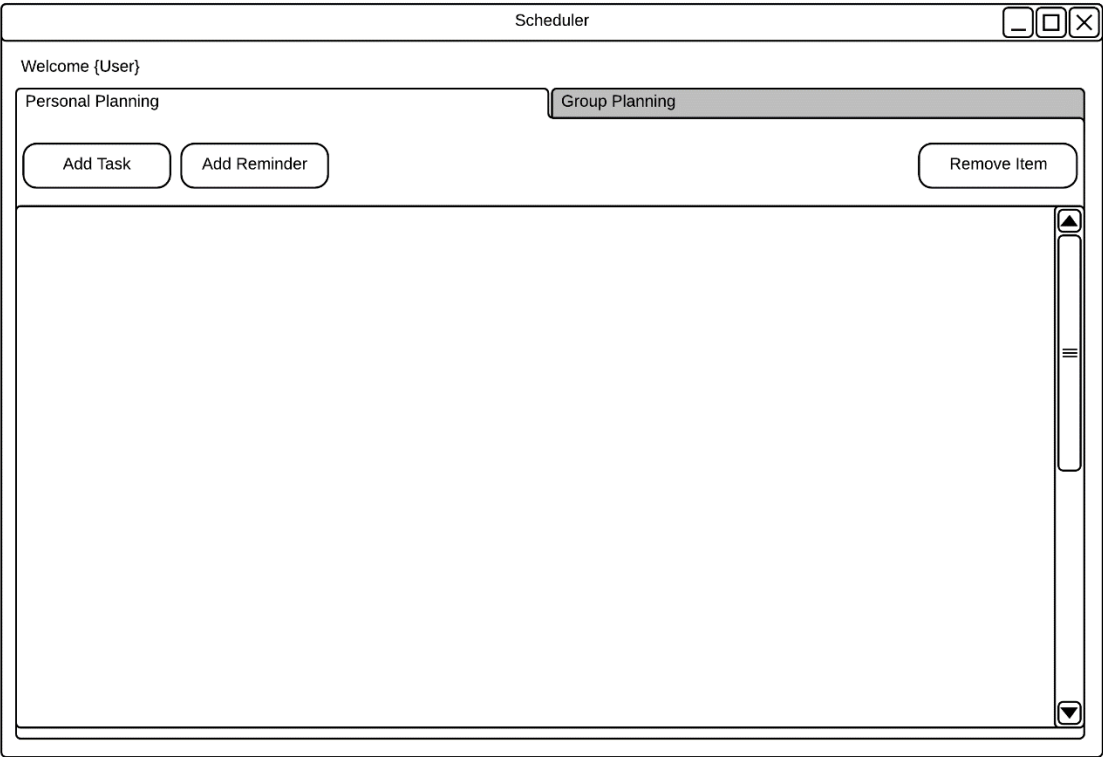 Scheduler
Welcome {User}
Personal Planning
Group Planning
Add Task
Add Reminder
Remove Item